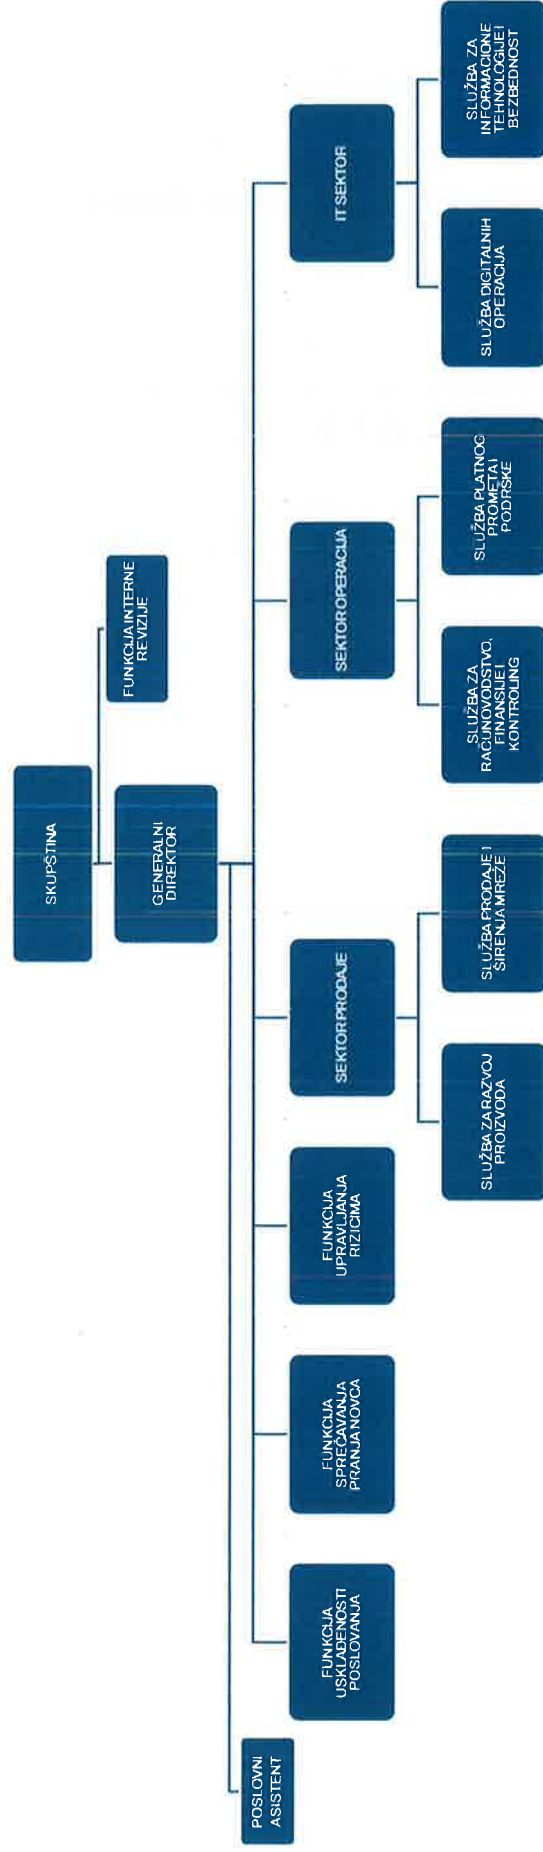 SKUPŠTINA
FUNKCIJA INTERNE
REVIZIJE
GENERALNI
DIREKTOR
POSLOVNI
ASISTENT
FUNKCIJA
USKLAĐENOSTI
POSLOVANJA
FUNKCIJA
SPREČAVANJA
PRANJA NOVCA
FUNKCIJA
UPRAVLJANJA
RIZICIMA
SEKTOR PRODAJE
SEKTOR OPERACIJA
IT SEKTOR
SLUŽBA ZA RAZVOJ
PROIZVODA
SLUŽBA PRODAJE I
ŠIRENJA MREŽE
SLUŽBA ZA
RAČUNOVODSTVO,
FINANSIJE I
KONTROLING
SLUŽBA PLATNOG
PROMETA I
PODRŠKE
SLUŽBA DIGITALNIH
OPERACIJA
SLUŽBA ZA
INFORMACIONE
TEHNOLOGIJE I
BEZBEDNOST